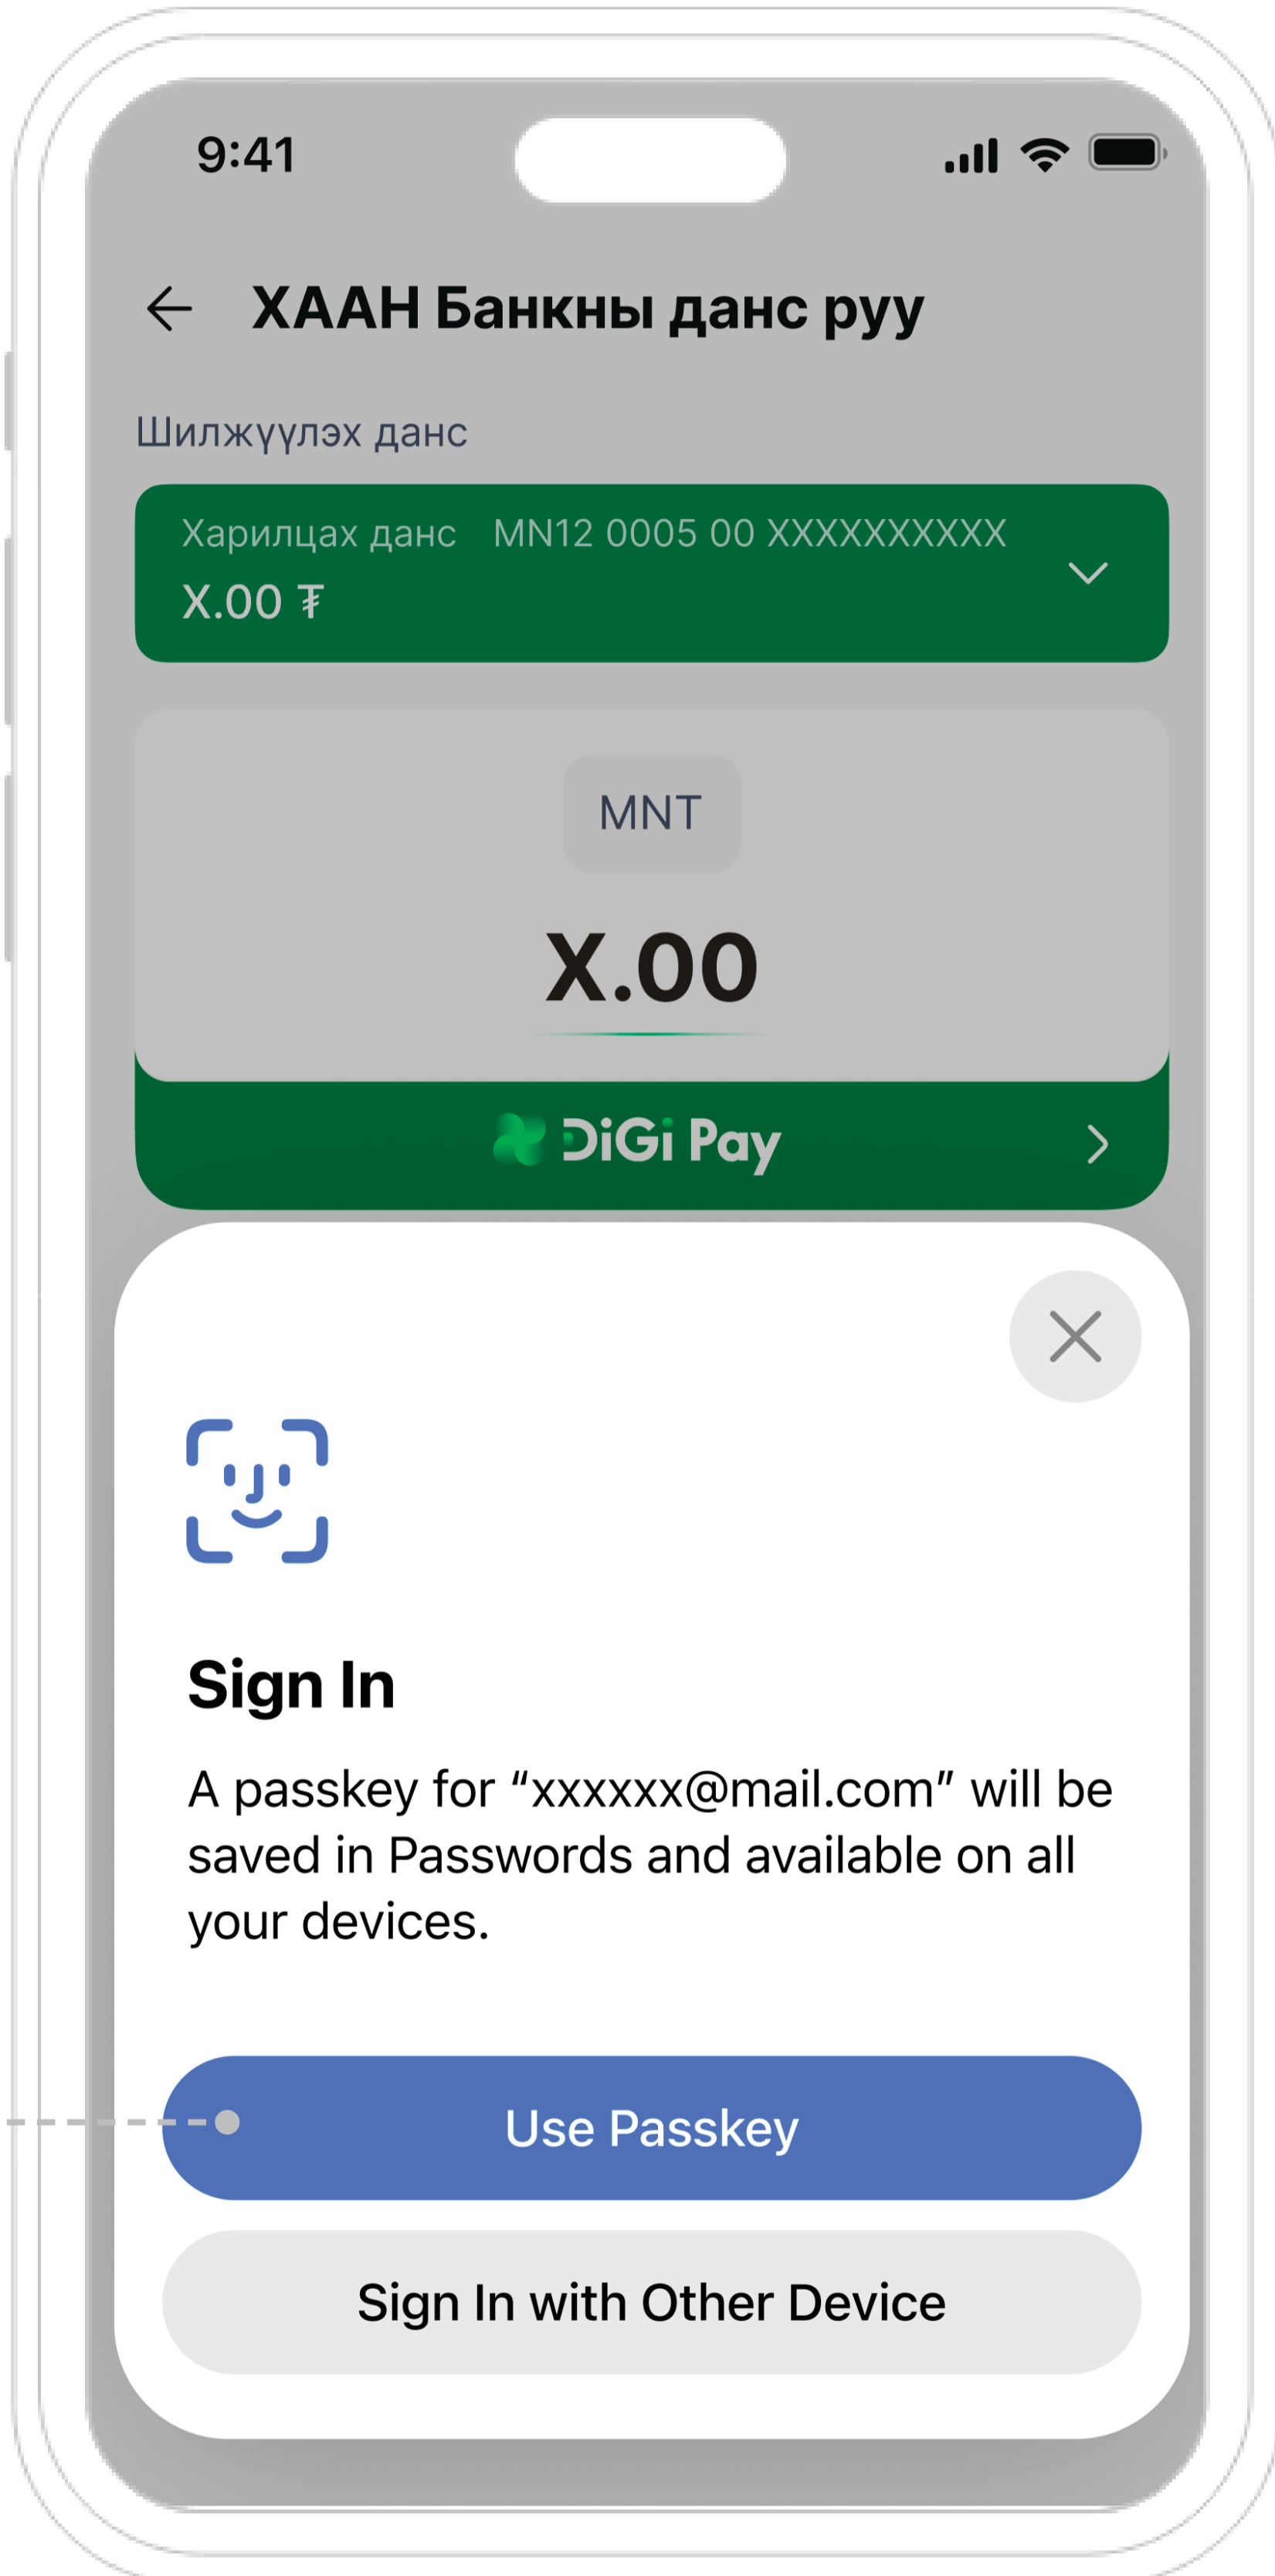 9:41
ХААН Банкны данс руу
Шилжүүлэх данс
Харилцах данс MN12 0005 00 XXXXXXXXXX
X.00 ₮
MNT
X.00
DiGi Pay
Sign In
A passkey for “xxxxxx@mail.com” will be
saved in Passwords and available on all
your devices.
Use Passkey
Sign In with Other Device